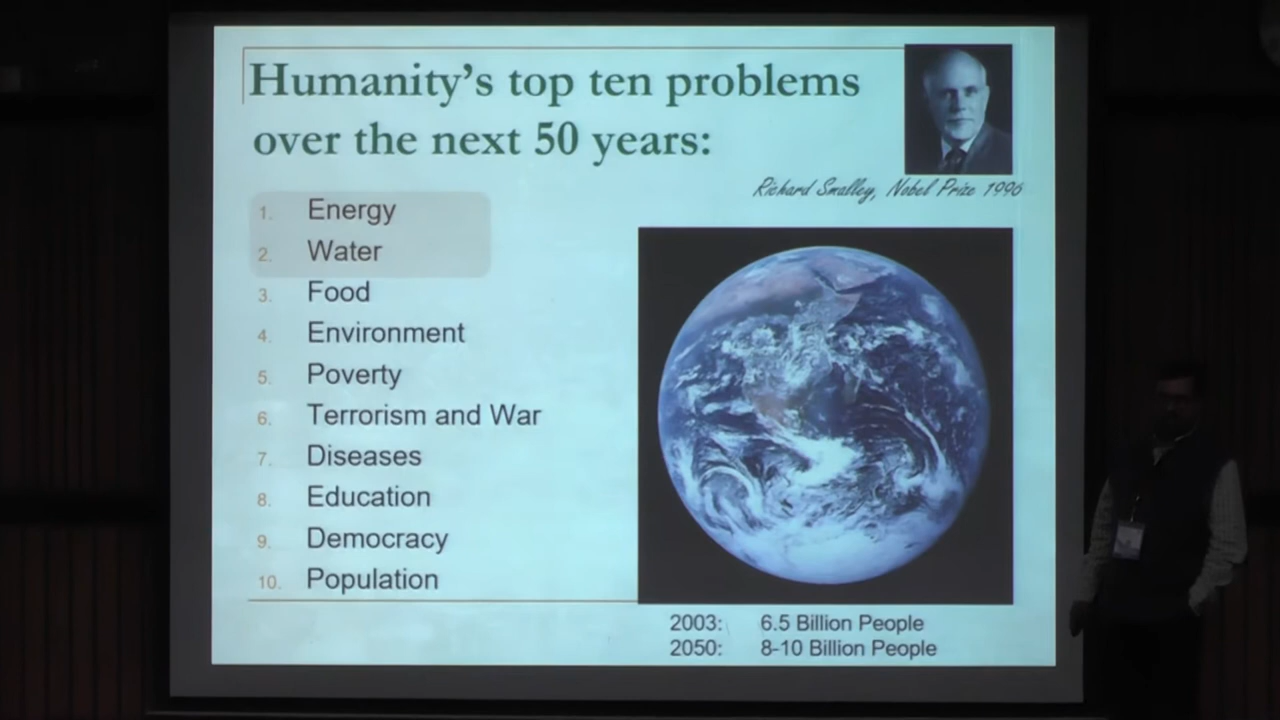 Humanity's top ten problems
over the next 50 years:
Richard Smalley, Nobel Prize 1996
1. Energy
2. Water
3. Food
4. Environment
5. Poverty
6. Terrorism and War
7. Diseases
8. Education
9. Democracy
10. Population
2003: 6.5 Billion People
2050: 8-10 Billion People